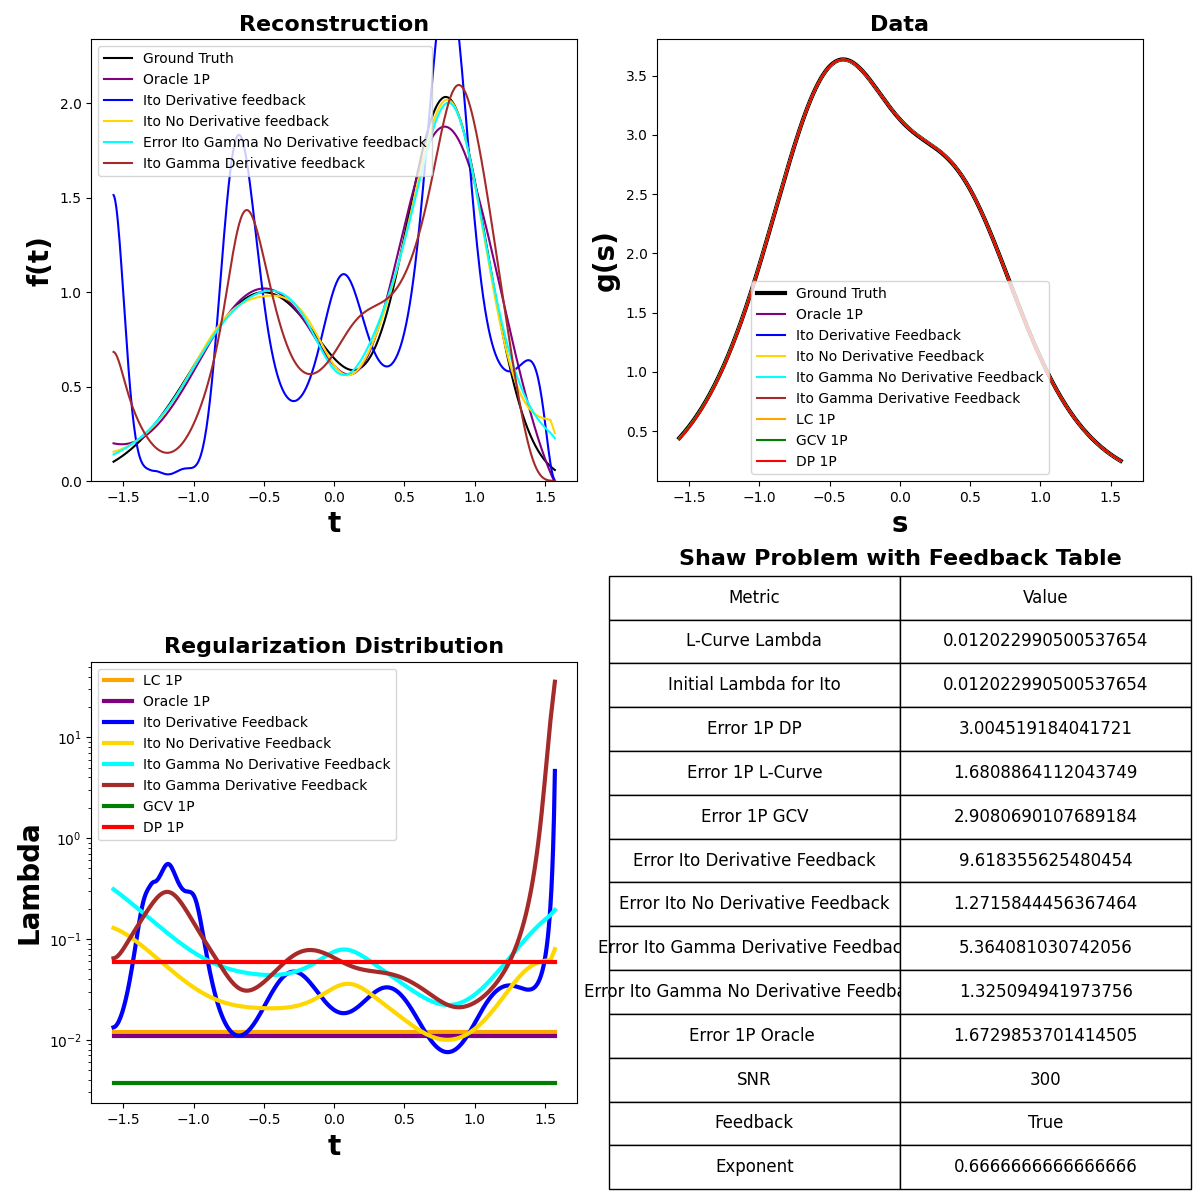 Reconstruction
f(t)
2.0
1.5
1.0
0.5
0.0
Ground Truth
Oracle 1P
Ito Derivative feedback
Ito No Derivative feedback
Error Ito Gamma No Derivative feedback
Ito Gamma Derivative feedback
−1.5 −1.0 −0.5 0.0 0.5 1.0 1.5
t
Data
g(s)
3.5
3.0
2.5
2.0
1.5
1.0
0.5
Ground Truth
Oracle 1P
Ito Derivative Feedback
Ito No Derivative Feedback
Ito Gamma No Derivative Feedback
Ito Gamma Derivative Feedback
LC 1P
GCV 1P
DP 1P
−1.5 −1.0 −0.5 0.0 0.5 1.0 1.5
s
Regularization Distribution
Lambda
10¹
10⁰
10⁻¹
10⁻²
LC 1P
Oracle 1P
Ito Derivative Feedback
Ito No Derivative Feedback
Ito Gamma No Derivative Feedback
Ito Gamma Derivative Feedback
GCV 1P
DP 1P
−1.5 −1.0 −0.5 0.0 0.5 1.0 1.5
t
Shaw Problem with Feedback Table
Metric Value
L-Curve Lambda 0.012022990500537654
Initial Lambda for Ito 0.012022990500537654
Error 1P DP 3.004519184041721
Error 1P L-Curve 1.6808864112043749
Error 1P GCV 2.9080690107689184
Error Ito Derivative Feedback 9.618355625480454
Error Ito No Derivative Feedback 1.2715844456367464
Error Ito Gamma Derivative Feedbac 5.364081030742056
Error Ito Gamma No Derivative Feedba 1.325094941973756
Error 1P Oracle 1.6729853701414505
SNR 300
Feedback True
Exponent 0.6666666666666666